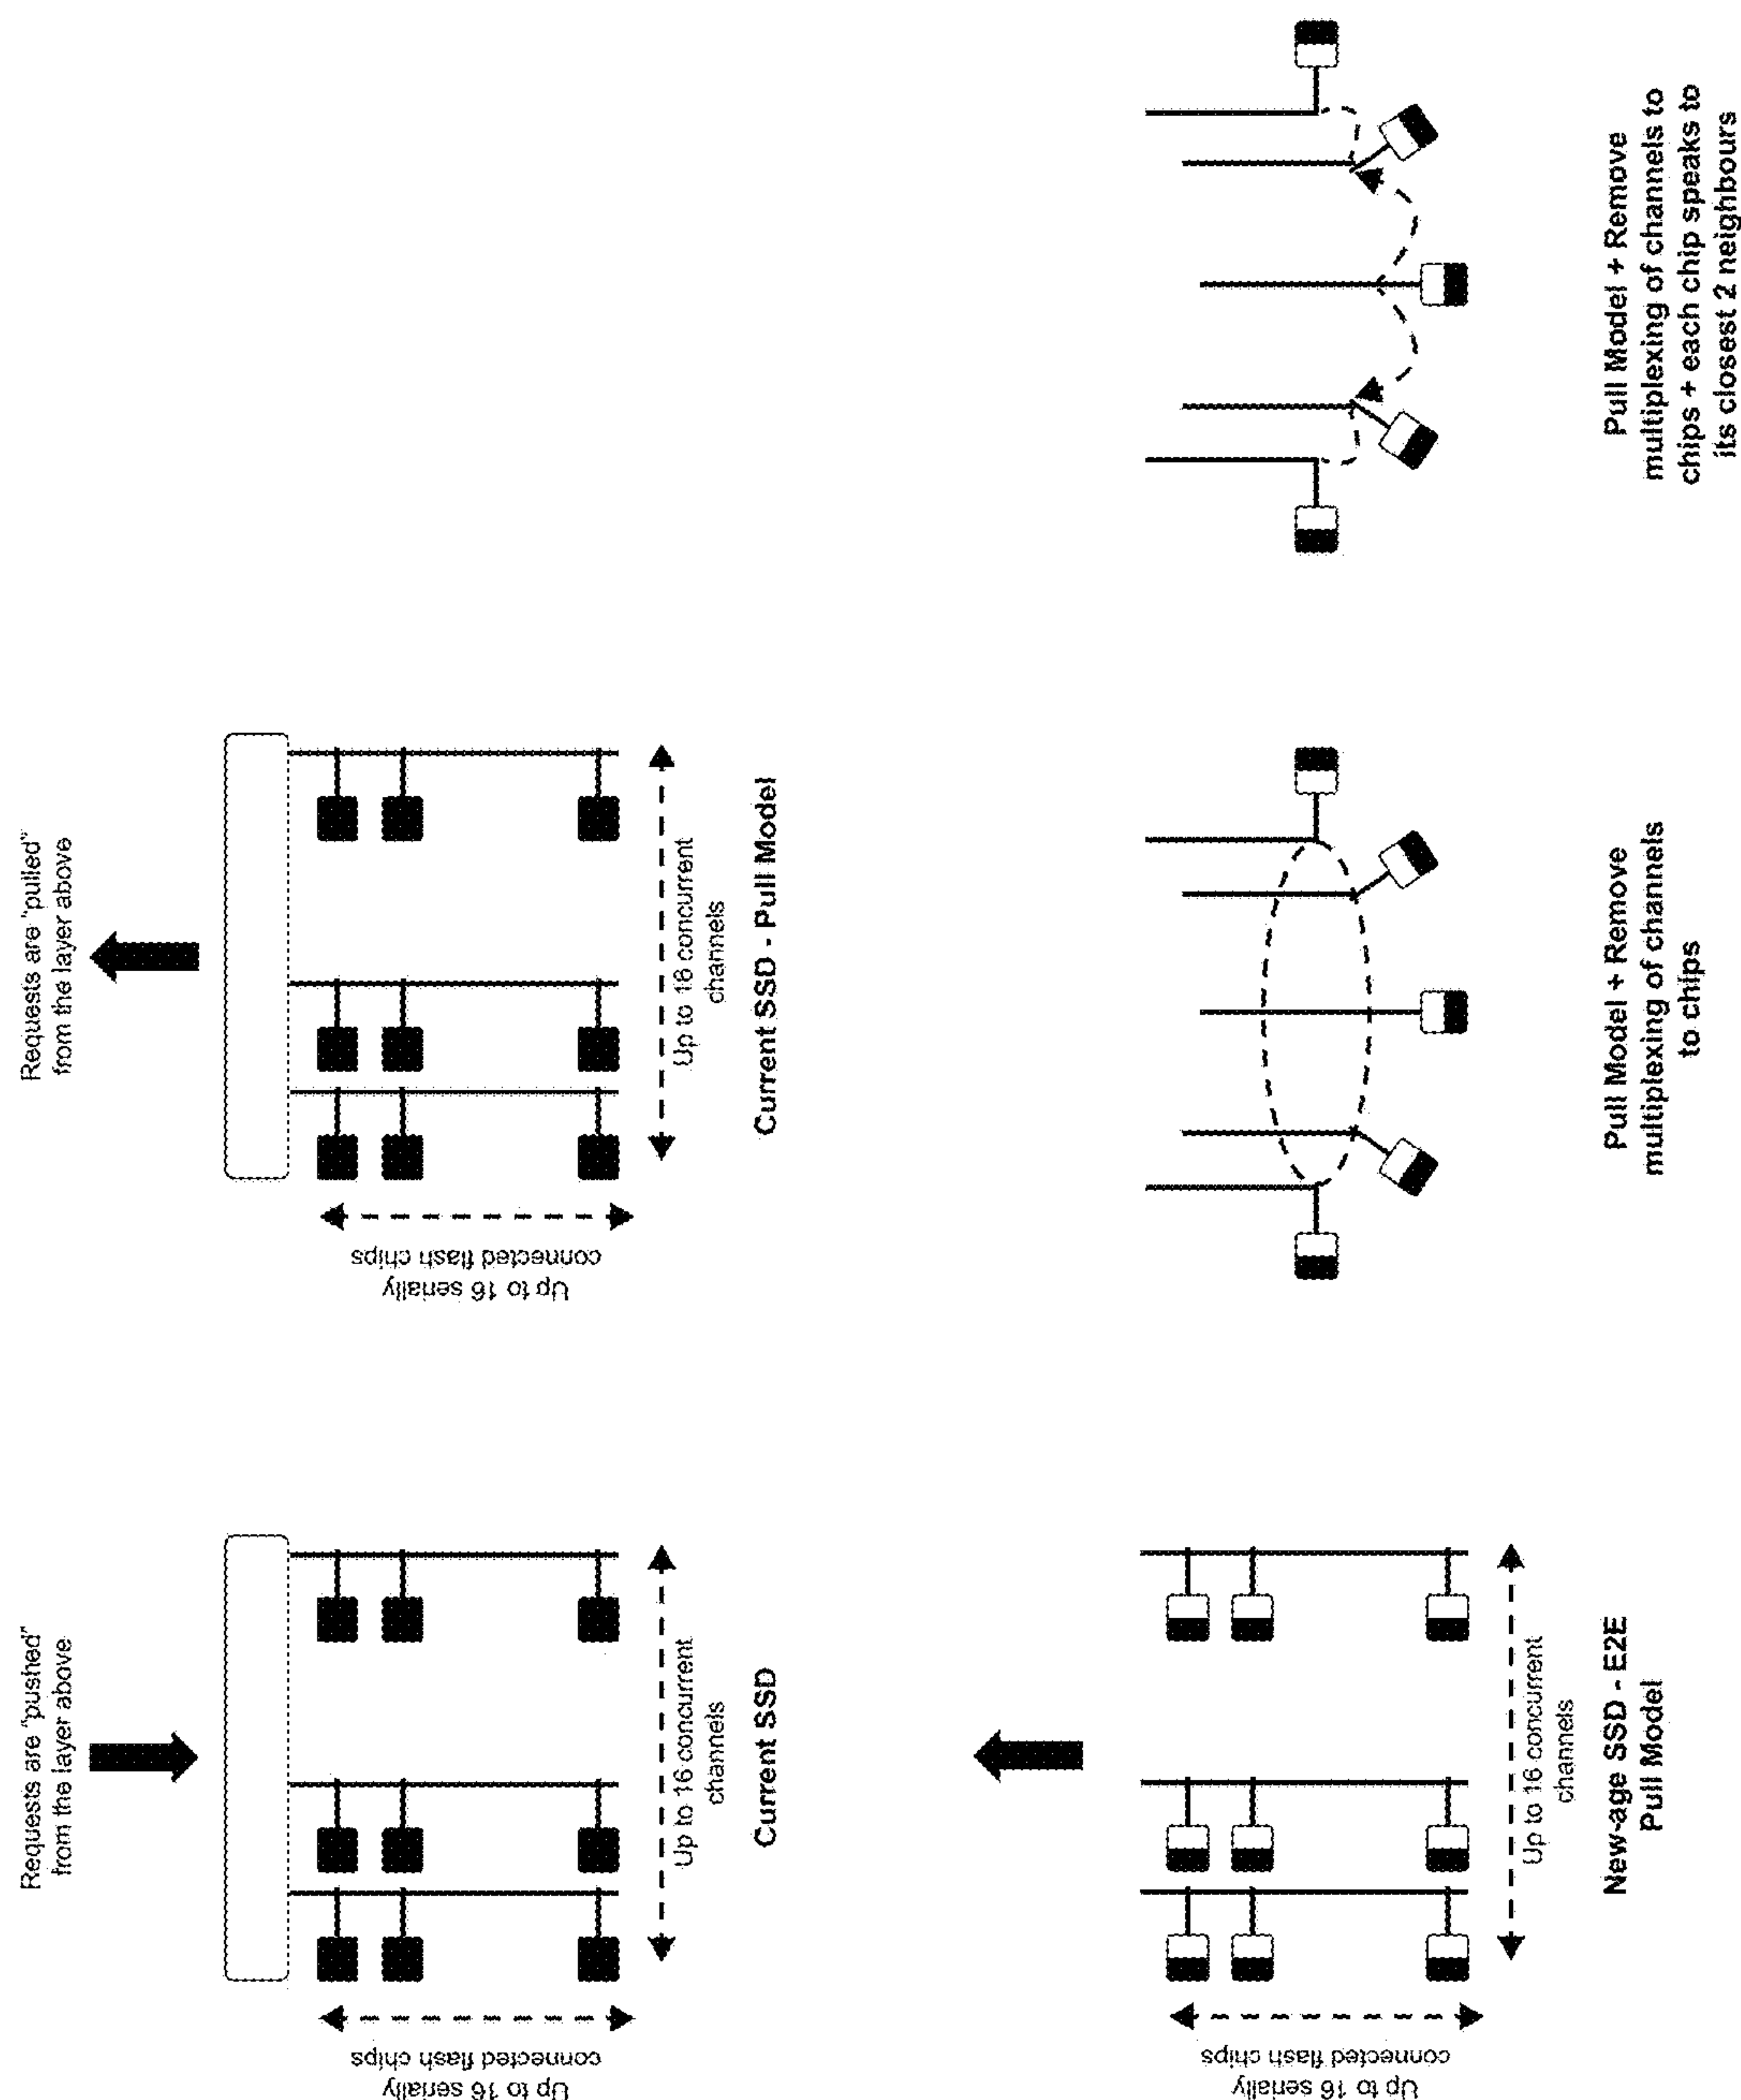 Requests are "pushed"
from the layer above
Up to 16 serially
connected flash chips
Up to 16 concurrent
channels
Current SSD
Requests are "pulled"
from the layer above
Up to 16 serially
connected flash chips
Up to 16 concurrent
channels
Current SSD - Pull Model
Up to 16 serially
connected flash chips
Up to 16 concurrent
channels
New-age SSD - E2E
Pull Model
Pull Model + Remove
multiplexing of channels
to chips
Pull Model + Remove
multiplexing of channels to
chips + each chip speaks to
its closest 2 neighbours